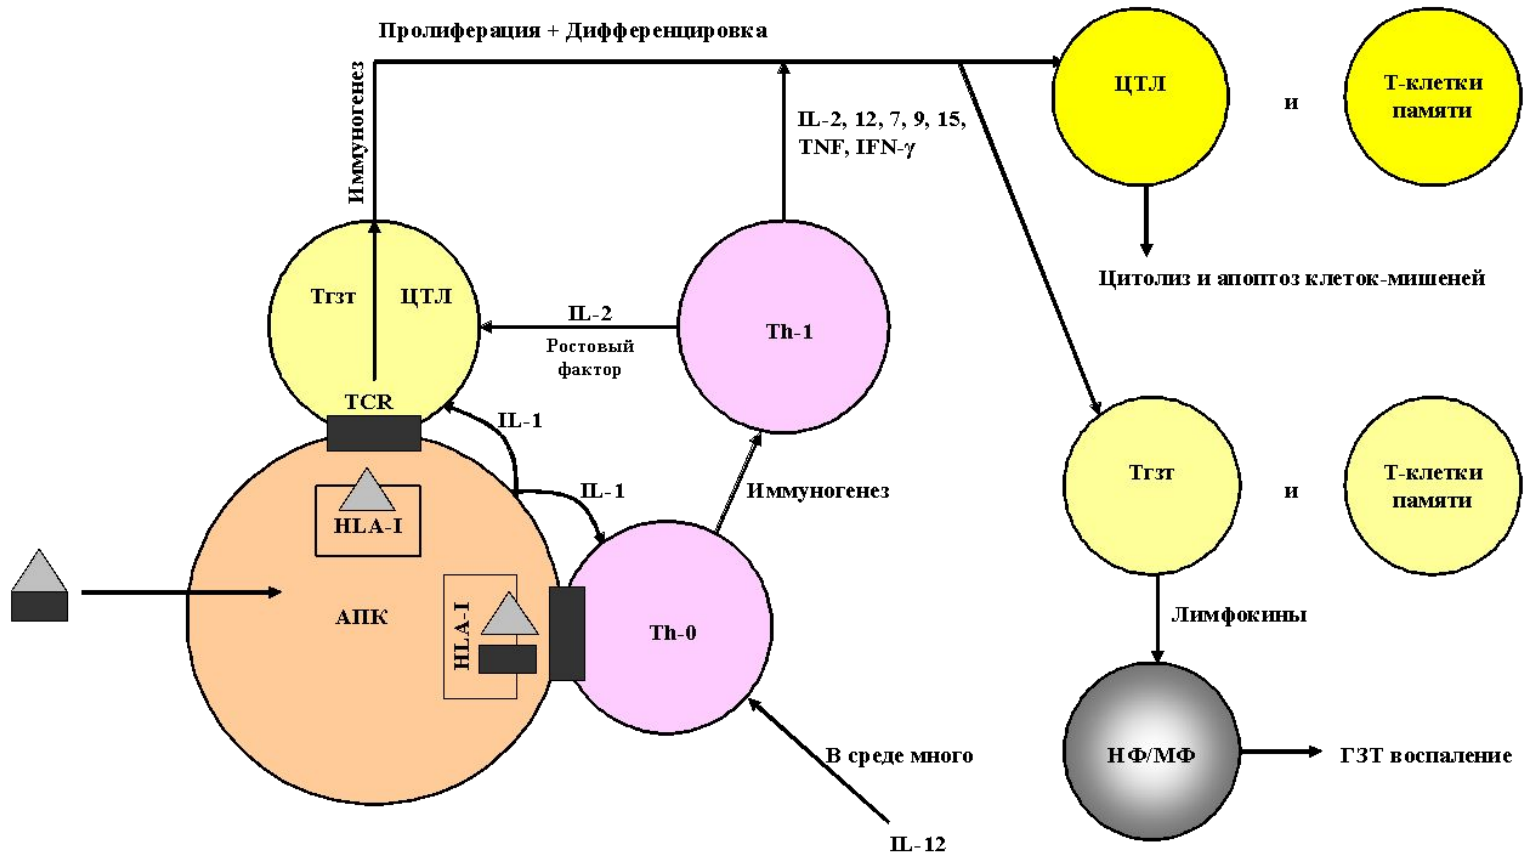 Пролиферация + Дифференцировка
Иммуногенез
ЦТЛ
и
Т-клетки
памяти
IL-2, 12, 7, 9, 15,
TNF, IFN-γ
Цитолиз и апоптоз клеток-мишеней
Тгзт
ЦТЛ
IL-2
Ростовый
фактор
Th-1
TCR
IL-1
IL-1
Иммуногенез
HLA-I
АПК
HLA-I
Th-0
Тгзт
и
Т-клетки
памяти
Лимфокины
В среде много
IL-12
НФ/МФ
ГЗТ воспаление